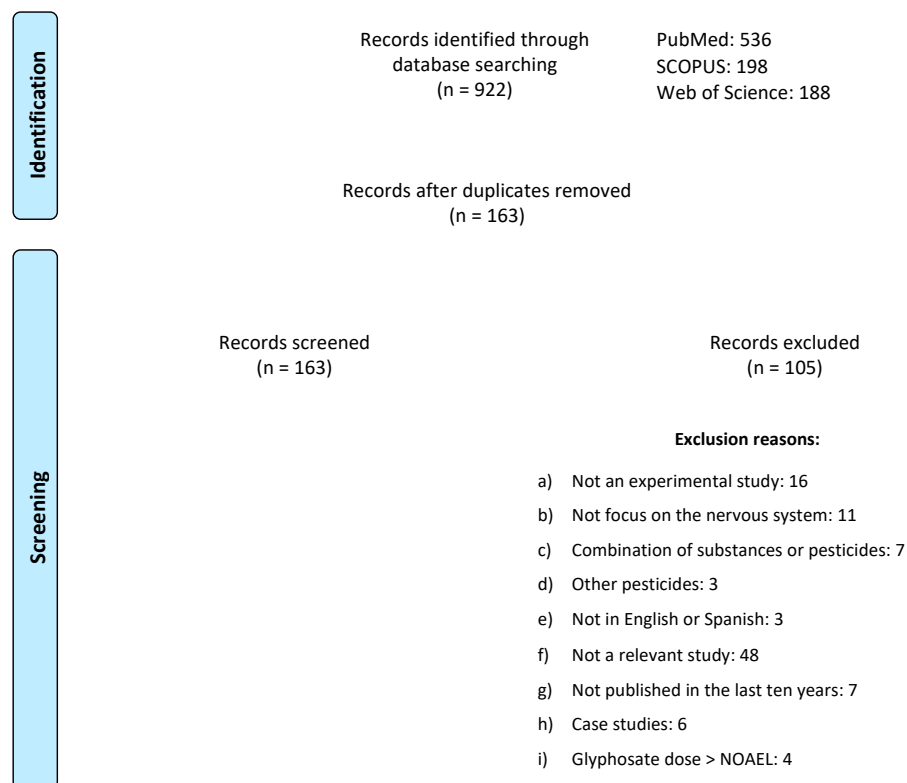 Identification
Records identified through
database searching
(n = 922)
PubMed: 536
SCOPUS: 198
Web of Science: 188
Records after duplicates removed
(n = 163)
Screening
Records screened
(n = 163)
Records excluded
(n = 105)
Exclusion reasons:
a) Not an experimental study: 16
b) Not focus on the nervous system: 11
c) Combination of substances or pesticides: 7
d) Other pesticides: 3
e) Not in English or Spanish: 3
f) Not a relevant study: 48
g) Not published in the last ten years: 7
h) Case studies: 6
i) Glyphosate dose > NOAEL: 4